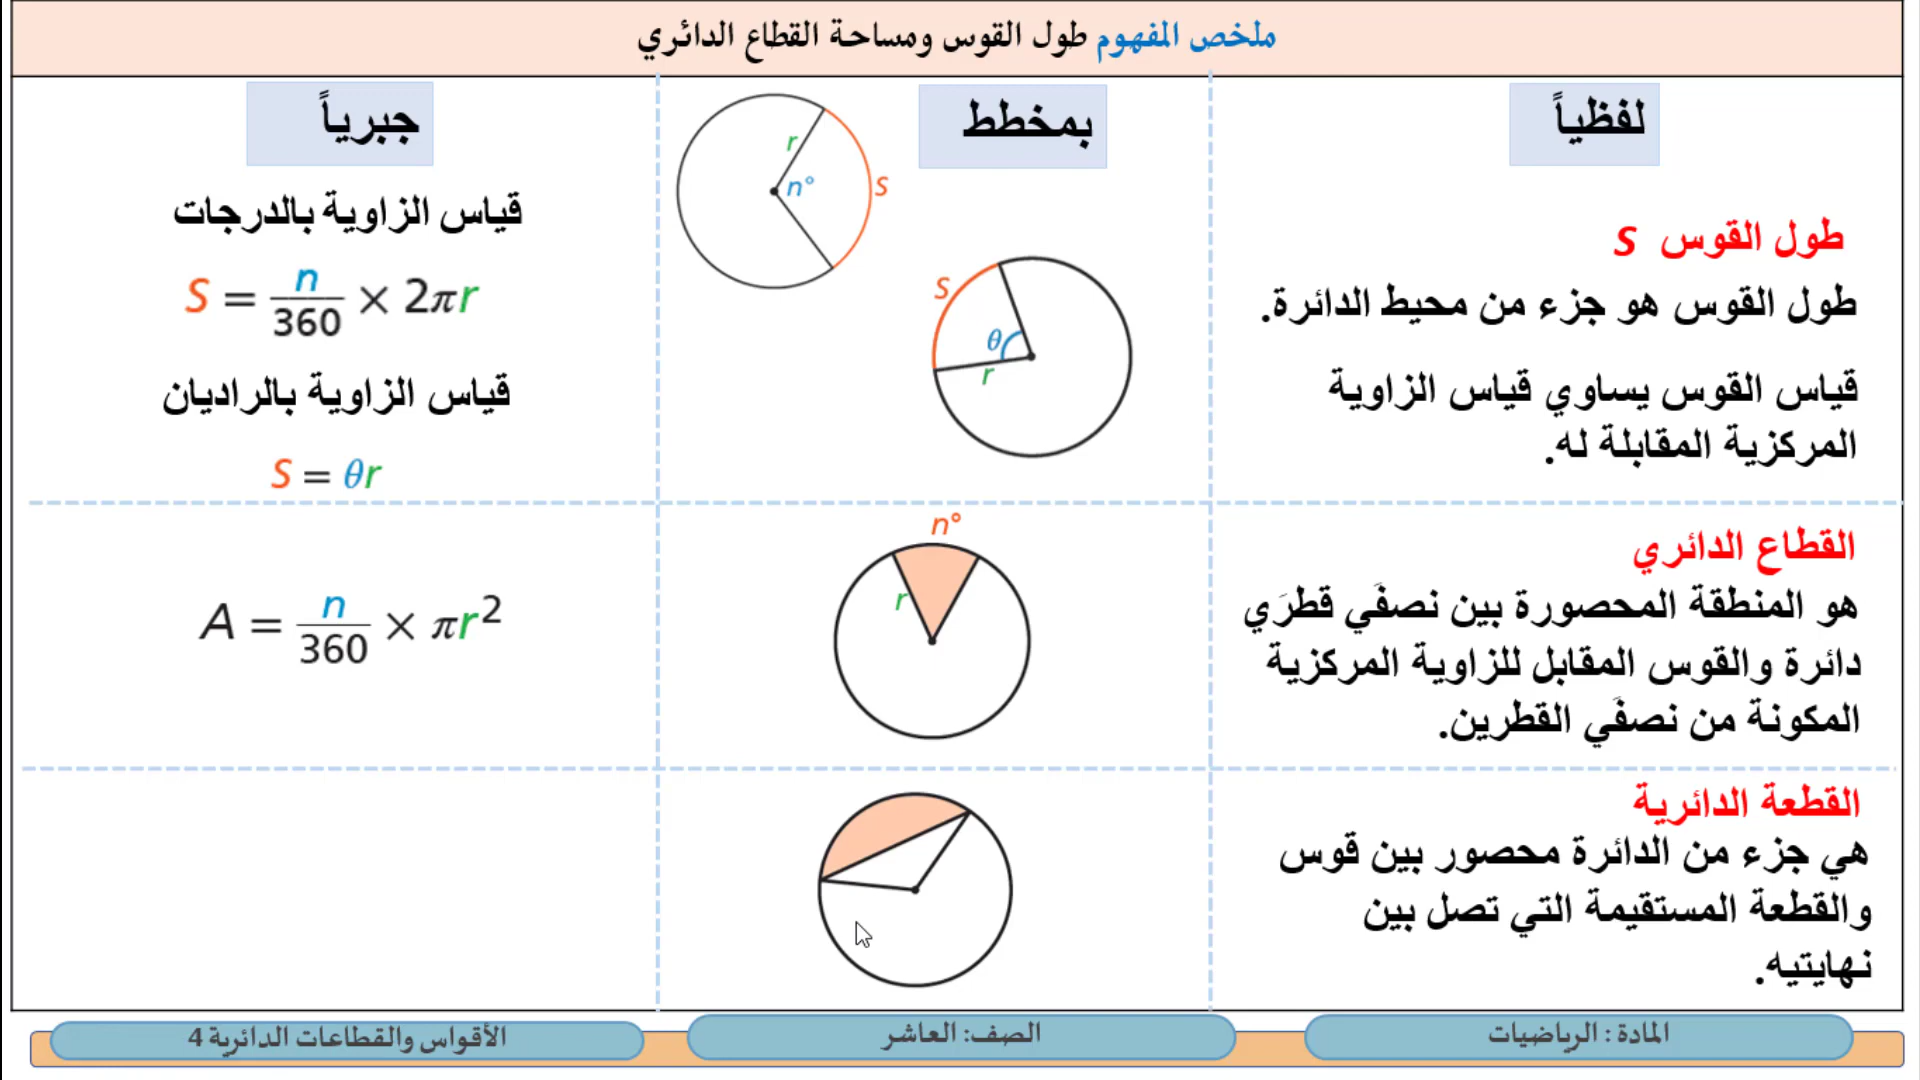 ملخص المفهوم طول القوس ومساحة القطاع الدائري
لفظياً
بمخطط
جبرياً
طول القوس S
طول القوس هو جزء من محيط الدائرة.
قياس القوس يساوي قياس الزاوية
المركزية المقابلة له.
r
n°
S
S
θ
r
قياس الزاوية بالدرجات
S = n/360 × 2πr
قياس الزاوية بالراديان
S = θr
القطاع الدائري
هو المنطقة المحصورة بين نصفَي قطرَي
دائرة والقوس المقابل للزاوية المركزية
المكونة من نصفَي القطرين.
n°
r
A = n/360 × πr²
القطعة الدائرية
هي جزء من الدائرة محصور بين قوس
والقطعة المستقيمة التي تصل بين
نهايتيه.
المادة : الرياضيات
الصف: العاشر
الأقواس والقطاعات الدائرية 4